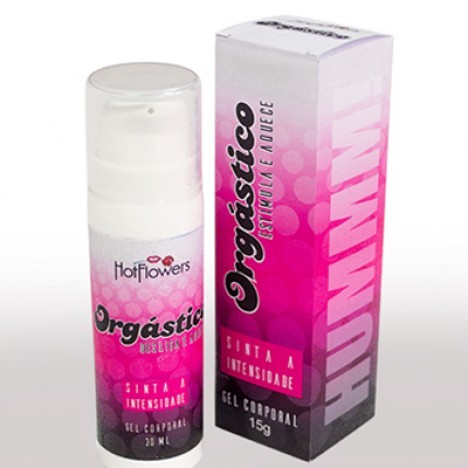 HotFlowers
Orgástico
SINTA A
INTENSIDADE
GEL CORPORAL
30 ML
Orgástico
ESTIMULA E AQUECE
SINTA A
INTENSIDADE
GEL CORPORAL
15g
HUMMM!